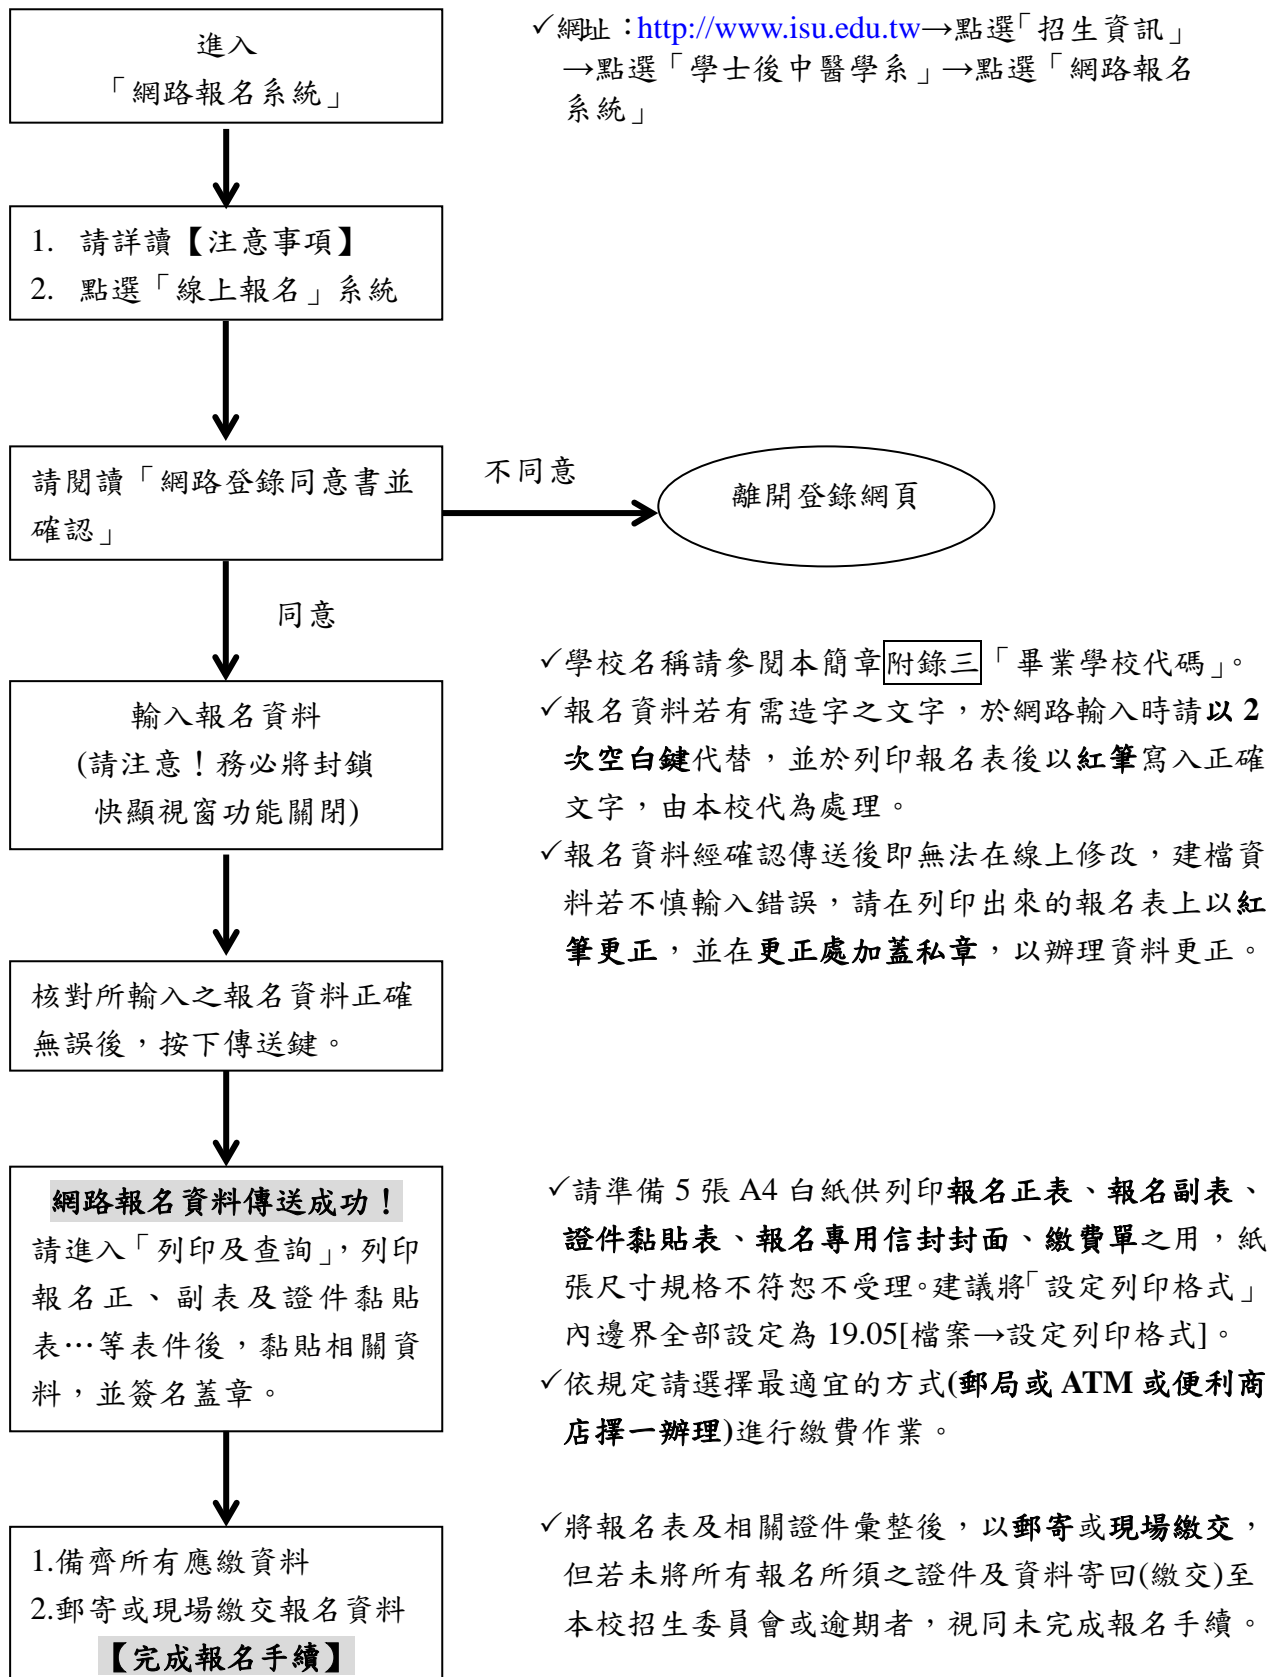 進入
「網路報名系統」
✓網址：http://www.isu.edu.tw→點選「招生資訊」
→點選「學士後中醫學系」→點選「網路報名
系統」
1. 請詳讀【注意事項】
2. 點選「線上報名」系統
請閱讀「網路登錄同意書並
確認」
不同意
離開登錄網頁
同意
輸入報名資料
(請注意！務必將封鎖
快顯視窗功能關閉)
✓學校名稱請參閱本簡章附錄三「畢業學校代碼」。
✓報名資料若有需造字之文字，於網路輸入時請以 2
次空白鍵代替，並於列印報名表後以紅筆寫入正確
文字，由本校代為處理。
✓報名資料經確認傳送後即無法在線上修改，建檔資
料若不慎輸入錯誤，請在列印出來的報名表上以紅
筆更正，並在更正處加蓋私章，以辦理資料更正。
核對所輸入之報名資料正確
無誤後，按下傳送鍵。
網路報名資料傳送成功！
請進入「列印及查詢」，列印
報名正、副表及證件黏貼
表…等表件後，黏貼相關資
料，並簽名蓋章。
✓請準備 5 張 A4 白紙供列印報名正表、報名副表、
證件黏貼表、報名專用信封封面、繳費單之用，紙
張尺寸規格不符恕不受理。建議將「設定列印格式」
內邊界全部設定為 19.05[檔案→設定列印格式]。
✓依規定請選擇最適宜的方式(郵局或 ATM 或便利商
店擇一辦理)進行繳費作業。
1.備齊所有應繳資料
2.郵寄或現場繳交報名資料
【完成報名手續】
✓將報名表及相關證件彙整後，以郵寄或現場繳交，
但若未將所有報名所須之證件及資料寄回(繳交)至
本校招生委員會或逾期者，視同未完成報名手續。